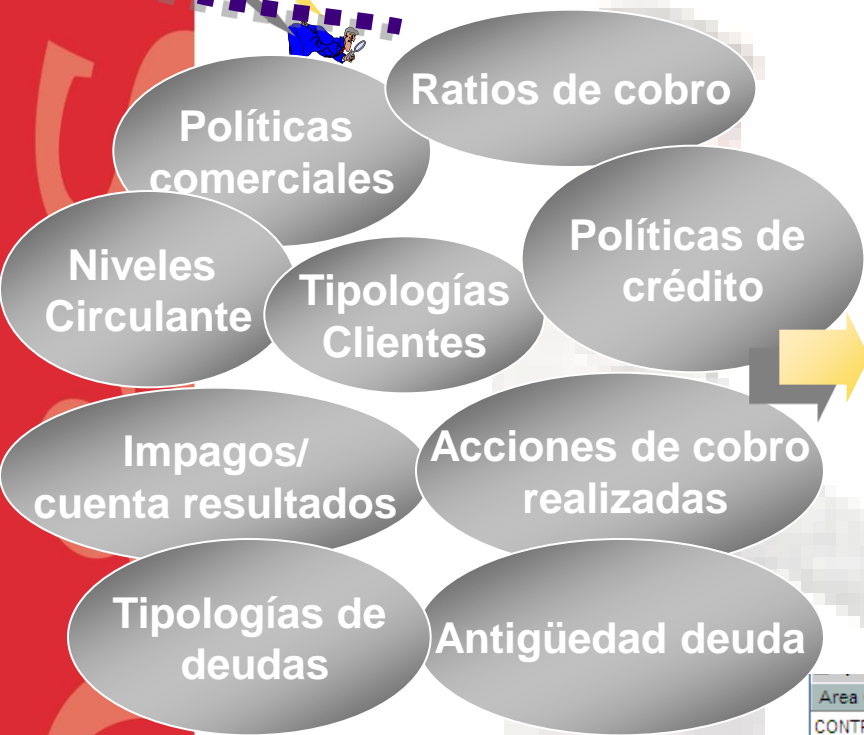 Ratios de cobro
Políticas
comerciales
Políticas de
crédito
Niveles
Circulante
Tipologías
Clientes
Impagos/
cuenta resultados
Acciones de cobro
realizadas
Tipologías de
deudas
Antigüedad deuda
Area